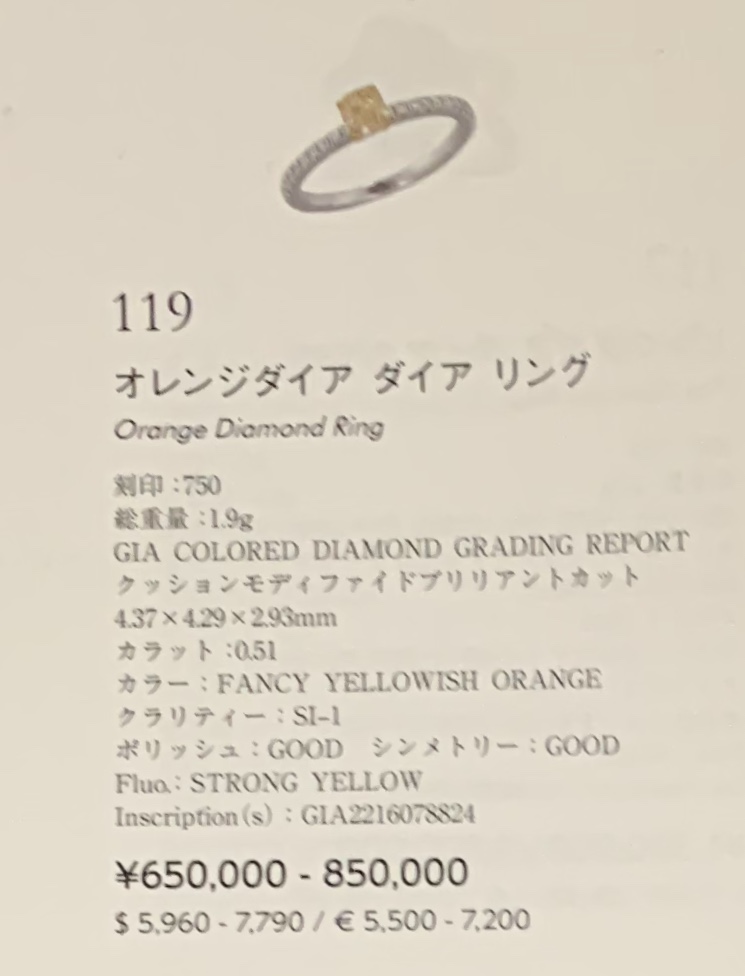 119
オレンジダイア ダイア リング
Orange Diamond Ring
刻印:750
総重量:1.9g
GIA COLORED DIAMOND GRADING REPORT
クッションモディファイドブリリアントカット
4.37×4.29×2.93mm
カラット:0.51
カラー:FANCY YELLOWISH ORANGE
クラリティー:SI-1
ポリッシュ:GOOD シンメトリー:GOOD
Fluo.: STRONG YELLOW
Inscription(s):GIA2216078824
¥650,000 - 850,000
$ 5,960 - 7,790 / € 5,500 - 7,200